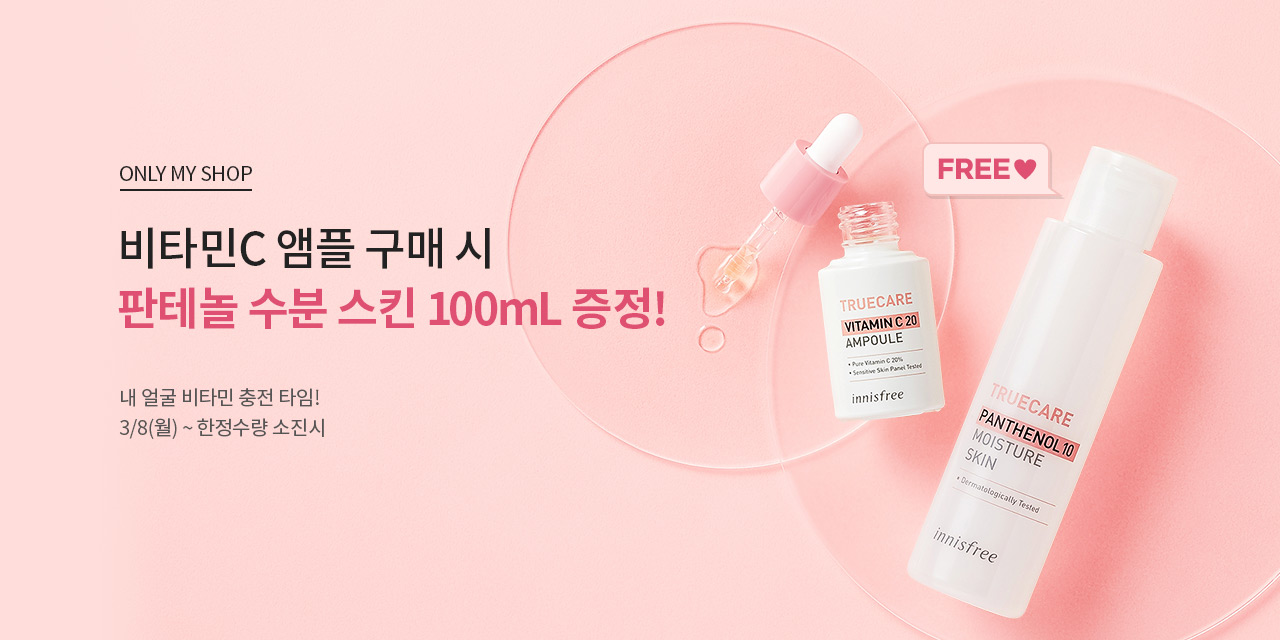 ONLY MY SHOP
비타민C 앰플 구매 시
판테놀 수분 스킨 100mL 증정!
내 얼굴 비타민 충전 타임!
3/8(월) ~ 한정수량 소진시
FREE♥
TRUECARE
VITAMIN C 20
AMPOULE
• Pure Vitamin C 20%
• Sensitive Skin Panel Tested
innisfree
TRUECARE
PANTHENOL 10
MOISTURE
SKIN
• Dermatologically Tested
innisfree